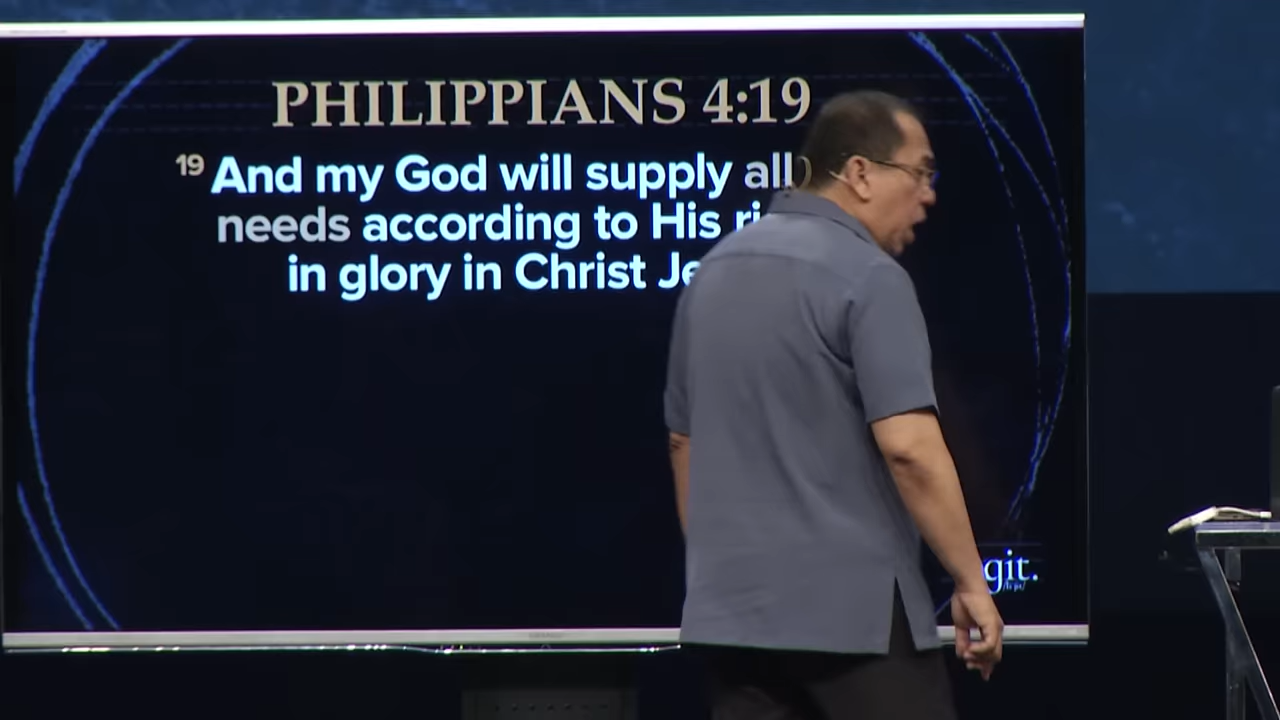 PHILIPPIANS 4:19
19 And my God will supply all
needs according to His
in glory in Christ
git.